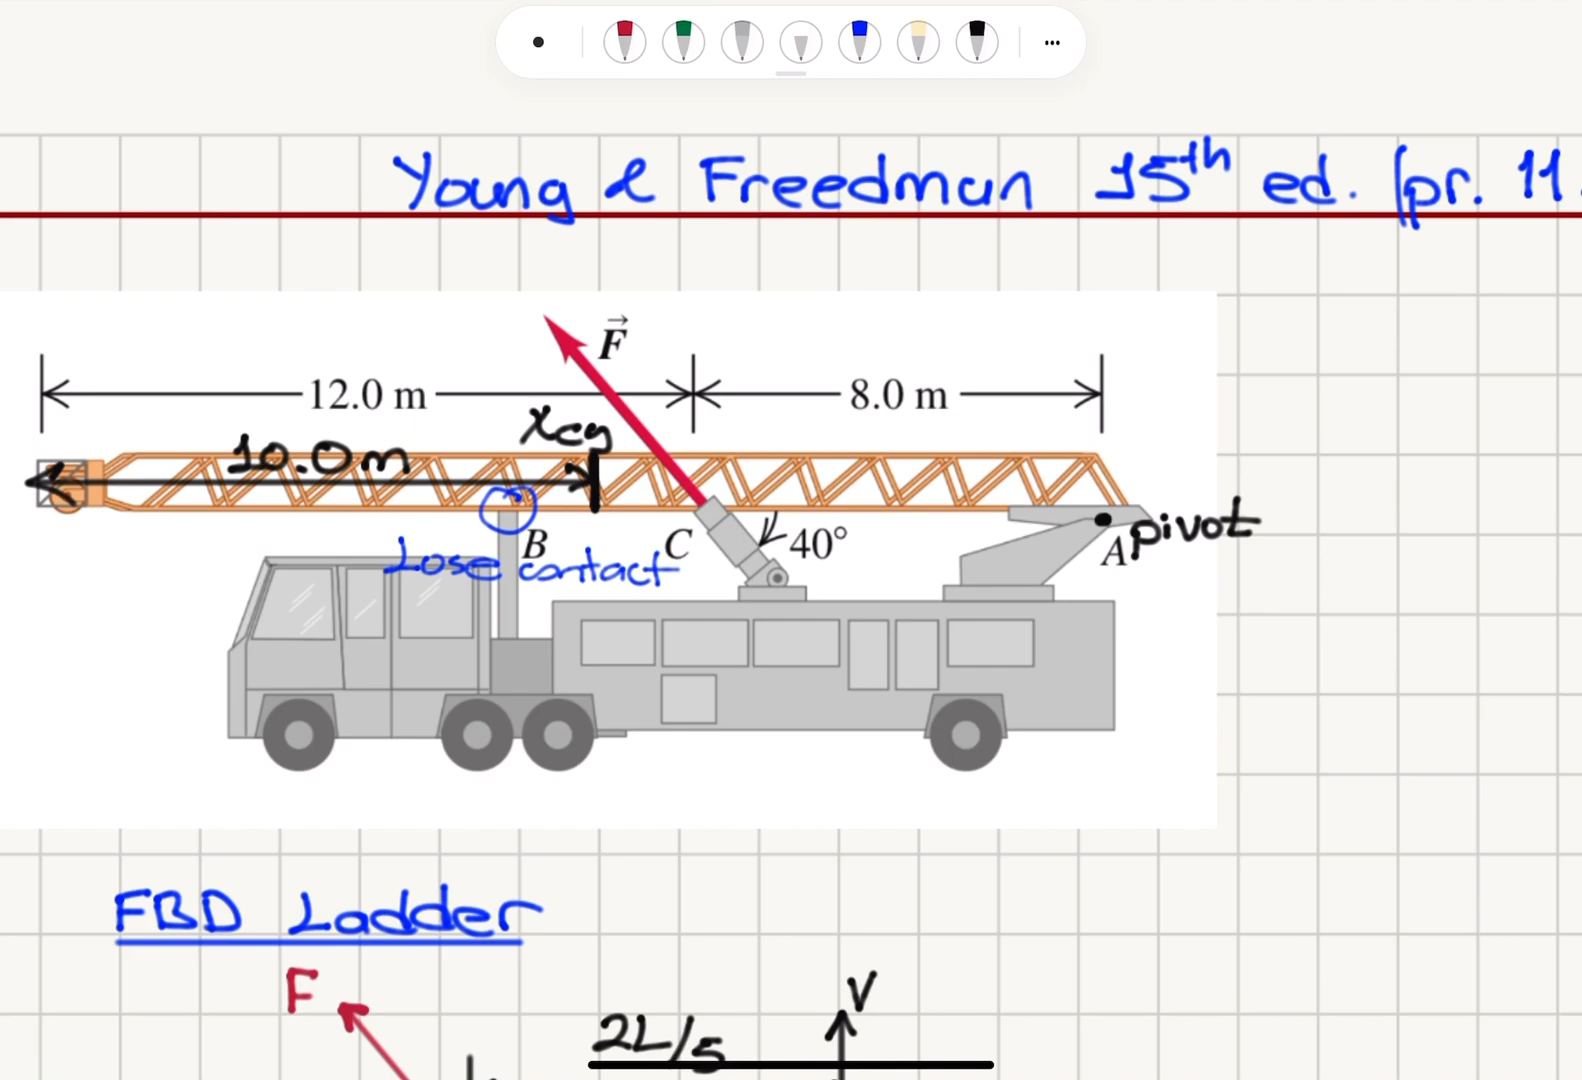 Young & Freedman 15th ed. (pr. 11.
F
12.0 m
8.0 m
xcg
10.0 m
B
C
40°
A
pivot
Lose contact
FBD Ladder
F
V
2L/5